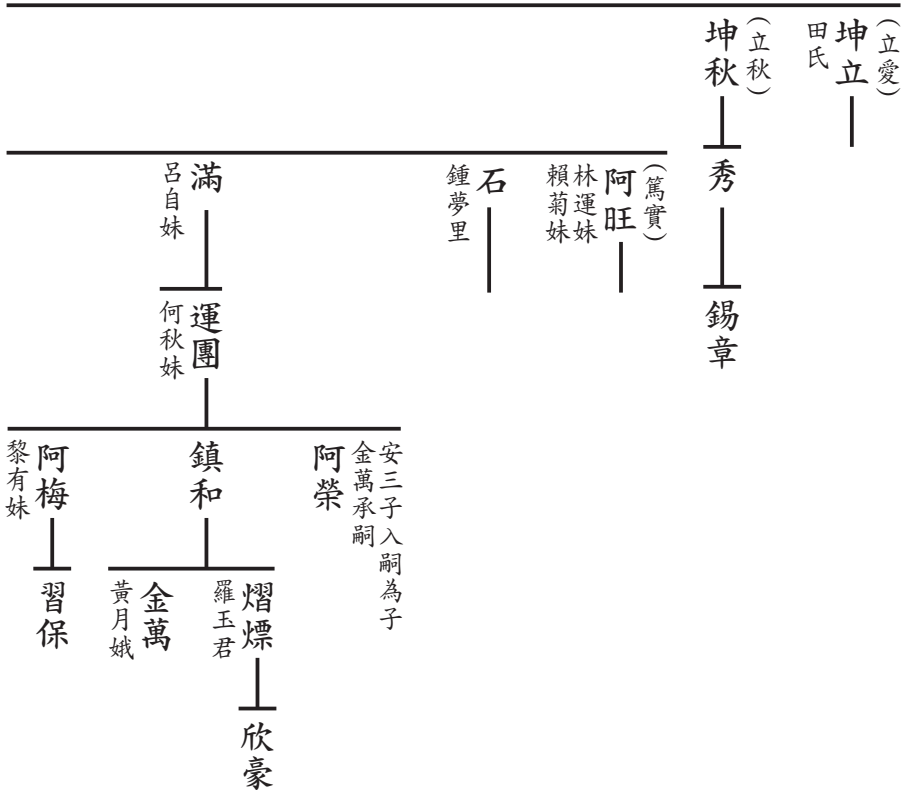 (立愛)
坤立
田氏
(立秋)
坤秋
秀
錫章
(篤實)
阿旺
林運妹
賴菊妹
石
鍾夢里
滿
呂自妹
運團
何秋妹
安三子入嗣為子
金萬承嗣
阿榮
鎮和
熠熛
羅玉君
欣豪
金萬
黃月娥
阿梅
黎有妹
習保